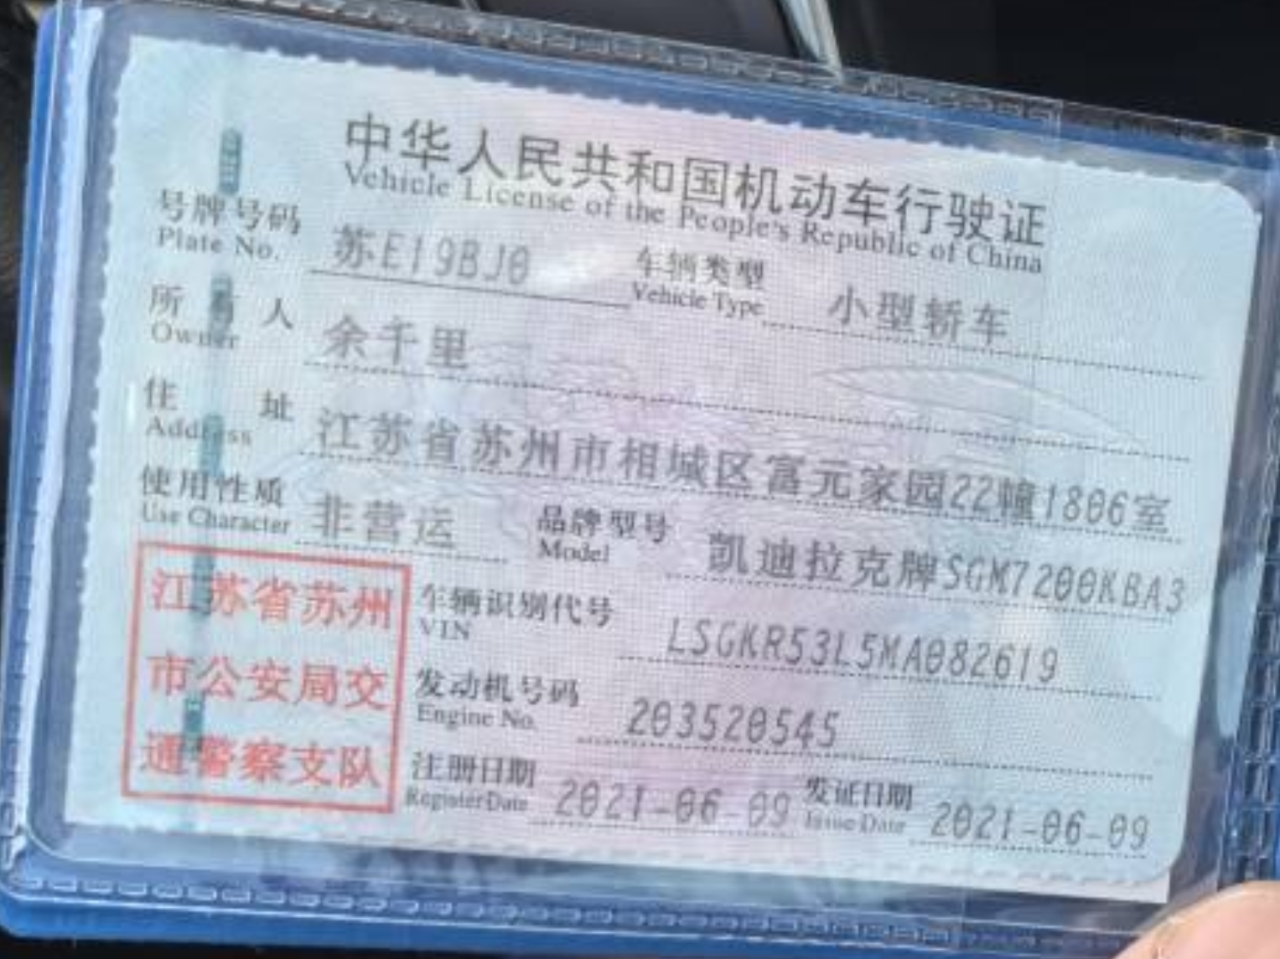 中华人民共和国机动车行驶证
Vehicle License of the People's Republic of China
号牌号码 苏E19BJ0 车辆类型 小型轿车
Plate No. Vehicle Type
所有人 余千里
Owner
住址 江苏省苏州市相城区富元家园22幢1806室
Address
使用性质 非营运 品牌型号 凯迪拉克牌SGM7200KBA3
Use Character Model
江苏省苏州
市公安局交
通警察支队
车辆识别代号 LSGKR53L5MA082619
VIN
发动机号码 203520545
Engine No.
注册日期 2021-06-09 发证日期 2021-06-09
Register Date Issue Date